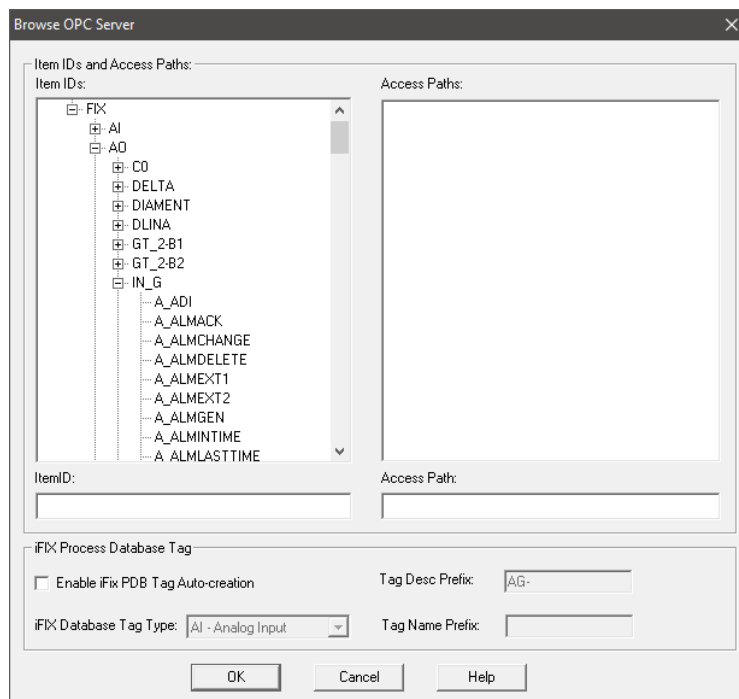 Browse OPC Server
Item IDs and Access Paths:
Item IDs:
Access Paths:
FIX
AI
AO
C0
DELTA
DIAMENT
DLINA
GT_2-B1
GT_2-B2
IN_G
A_ADI
A_ALMACK
A_ALMCHANGE
A_ALMDELETE
A_ALMEXT1
A_ALMEXT2
A_ALMGEN
A_ALMINTIME
A_ALMLASTTIME
ItemID:
Access Path:
iFIX Process Database Tag
Enable iFix PDB Tag Auto-creation
Tag Desc Prefix: AG-
iFIX Database Tag Type: AI - Analog Input
Tag Name Prefix:
OK Cancel Help